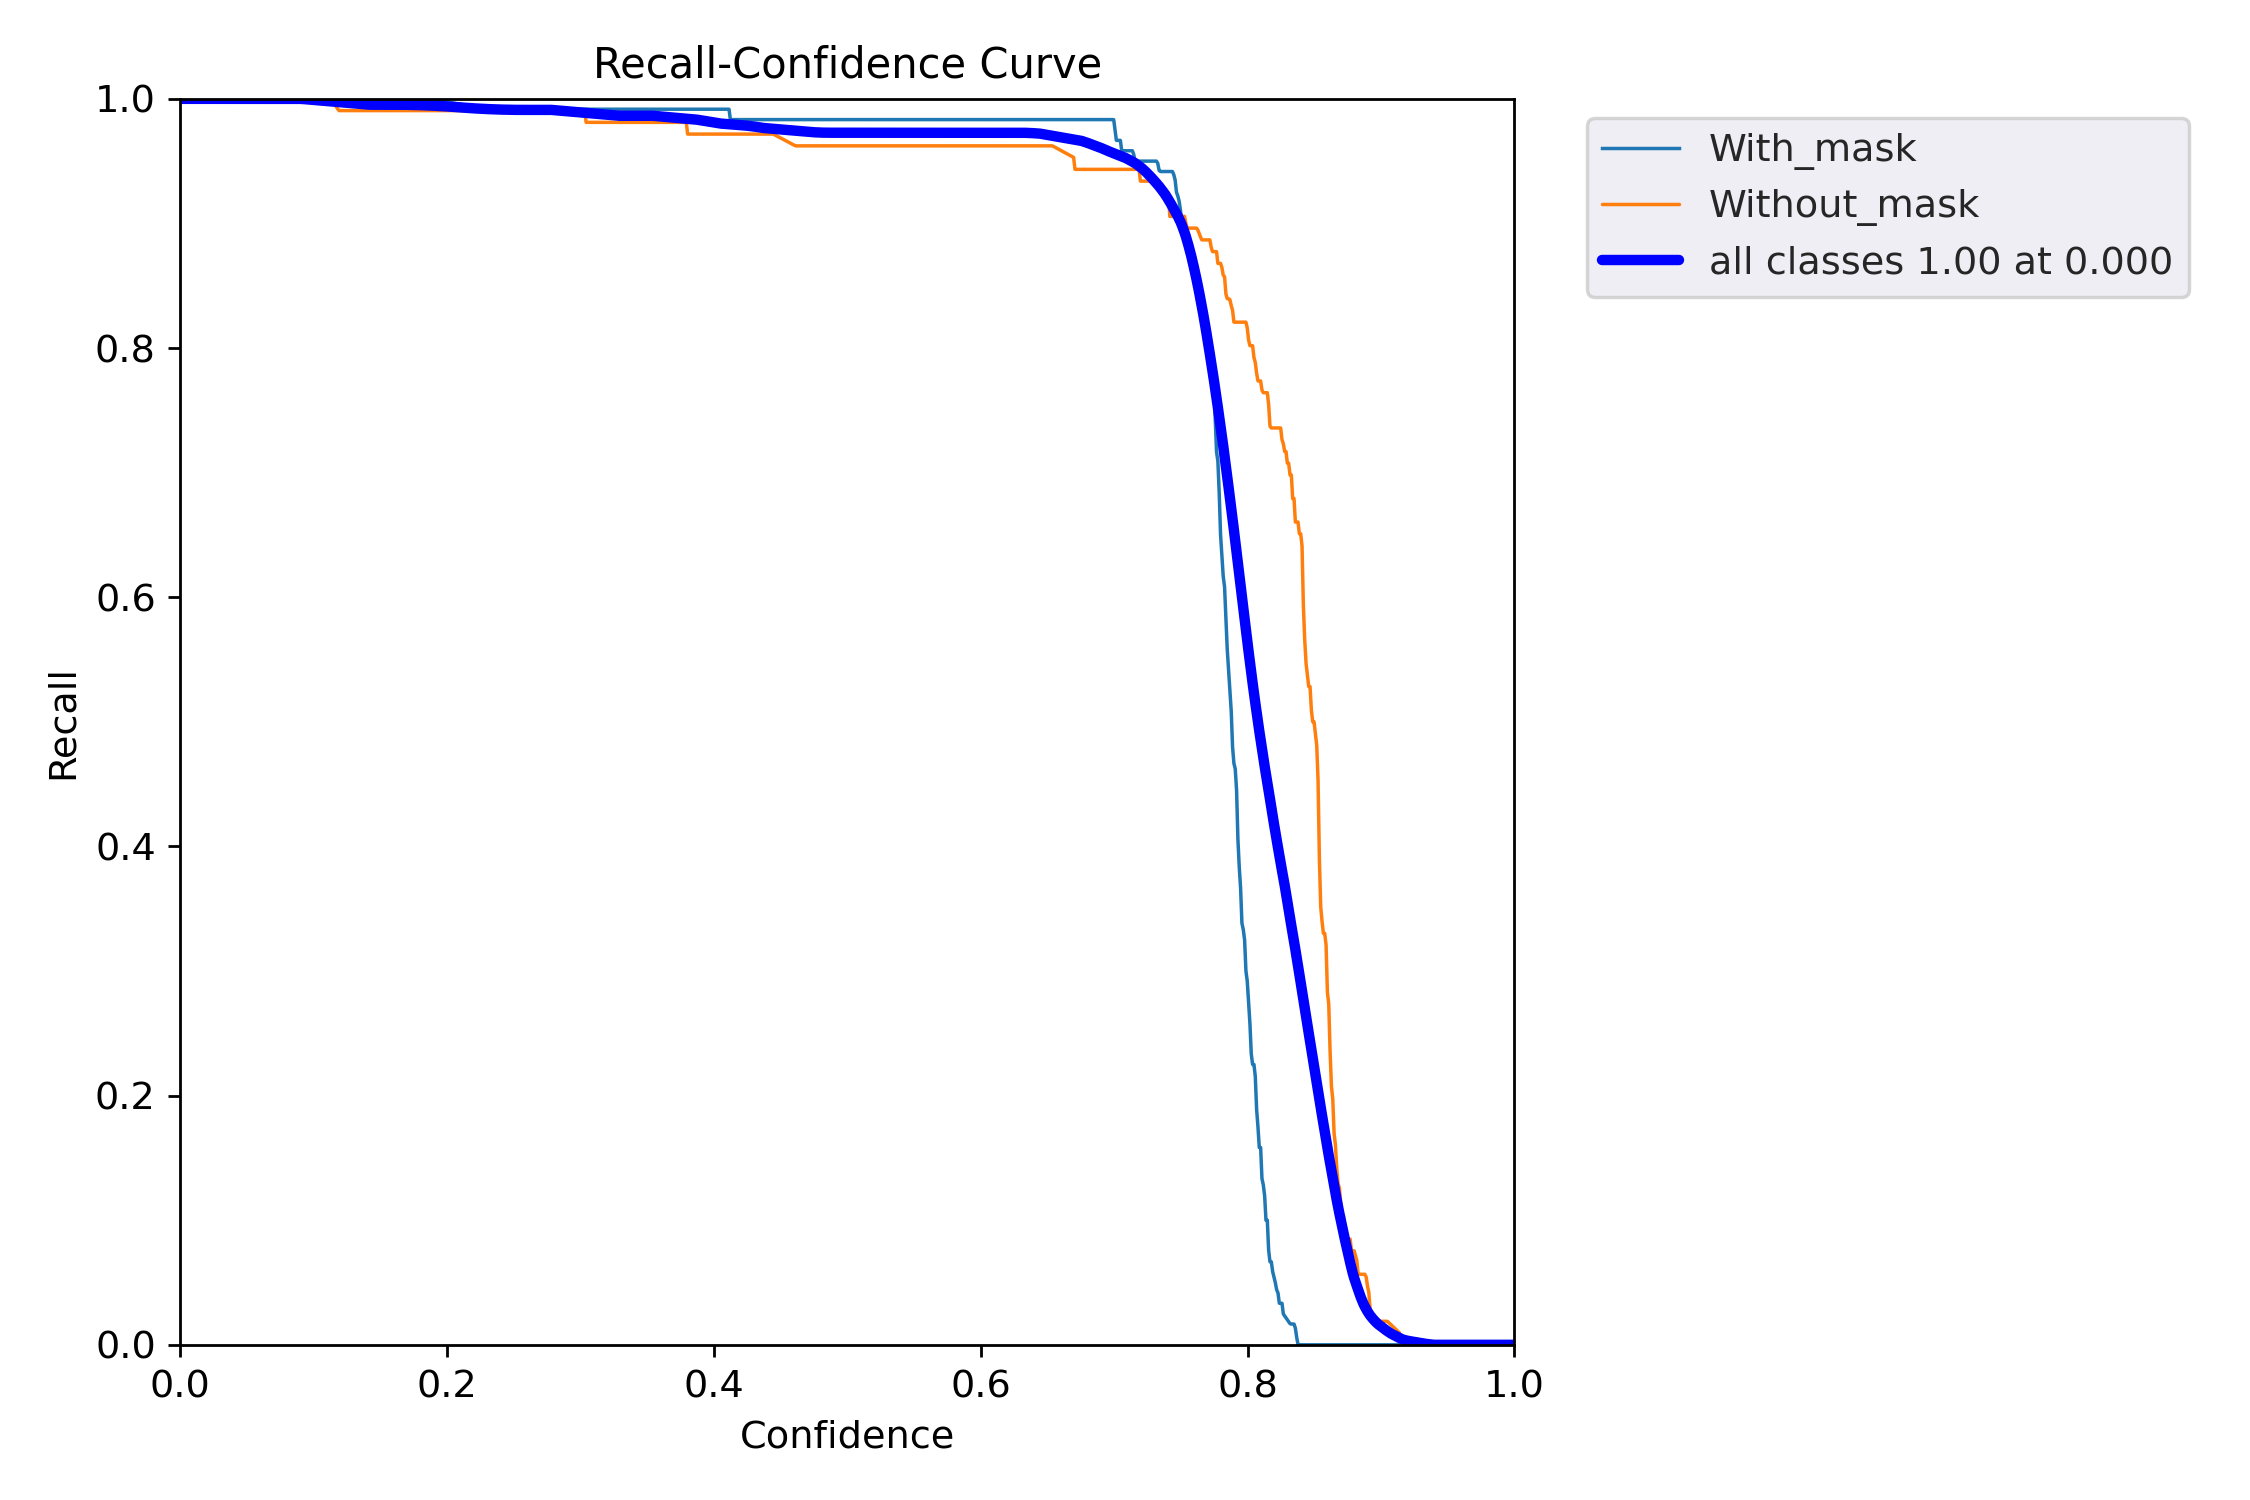 Recall-Confidence Curve
1.0
0.8
0.6
0.4
0.2
0.0
Recall
0.0 0.2 0.4 0.6 0.8 1.0
Confidence
With_mask
Without_mask
all classes 1.00 at 0.000